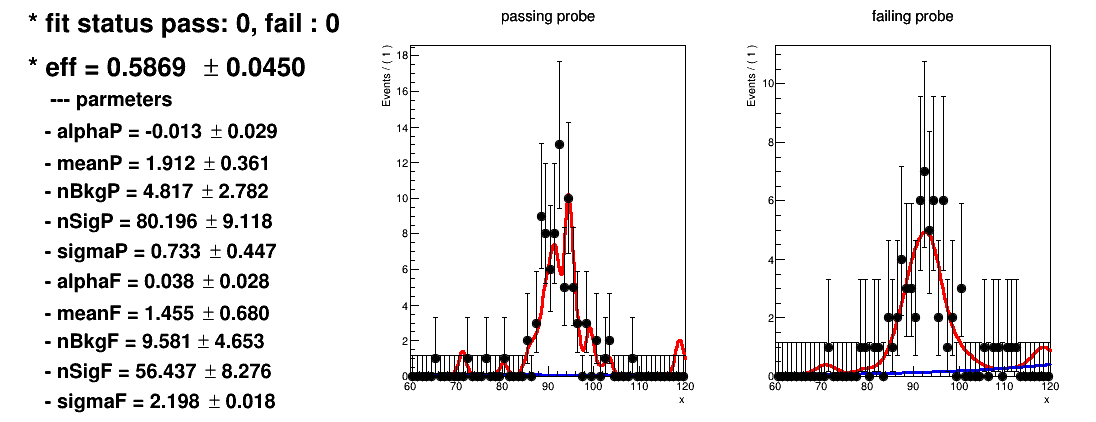 * fit status pass: 0, fail : 0
* eff = 0.5869 ± 0.0450
--- parmeters
- alphaP = -0.013 ± 0.029
- meanP = 1.912 ± 0.361
- nBkgP = 4.817 ± 2.782
- nSigP = 80.196 ± 9.118
- sigmaP = 0.733 ± 0.447
- alphaF = 0.038 ± 0.028
- meanF = 1.455 ± 0.680
- nBkgF = 9.581 ± 4.653
- nSigF = 56.437 ± 8.276
- sigmaF = 2.198 ± 0.018
passing probe
Events / ( 1 )
18
16
14
12
10
8
6
4
2
0
60 70 80 90 100 110 120
x
failing probe
Events / ( 1 )
10
8
6
4
2
0
60 70 80 90 100 110 120
x